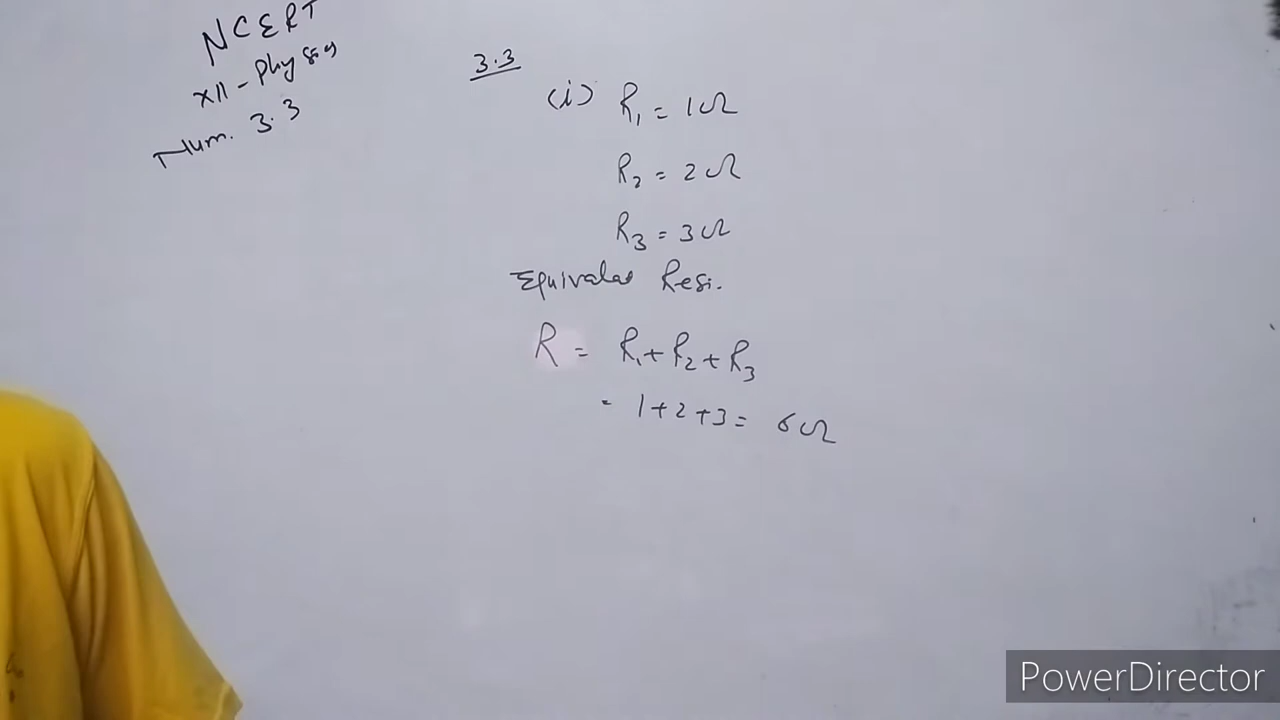 NCERT
XII - Physics
Num. 3.3
3.3
(i) R₁ = 1Ω
R₂ = 2Ω
R₃ = 3Ω
Equivalent Resi.
R = R₁ + R₂ + R₃
= 1 + 2 + 3 = 6Ω
PowerDirector